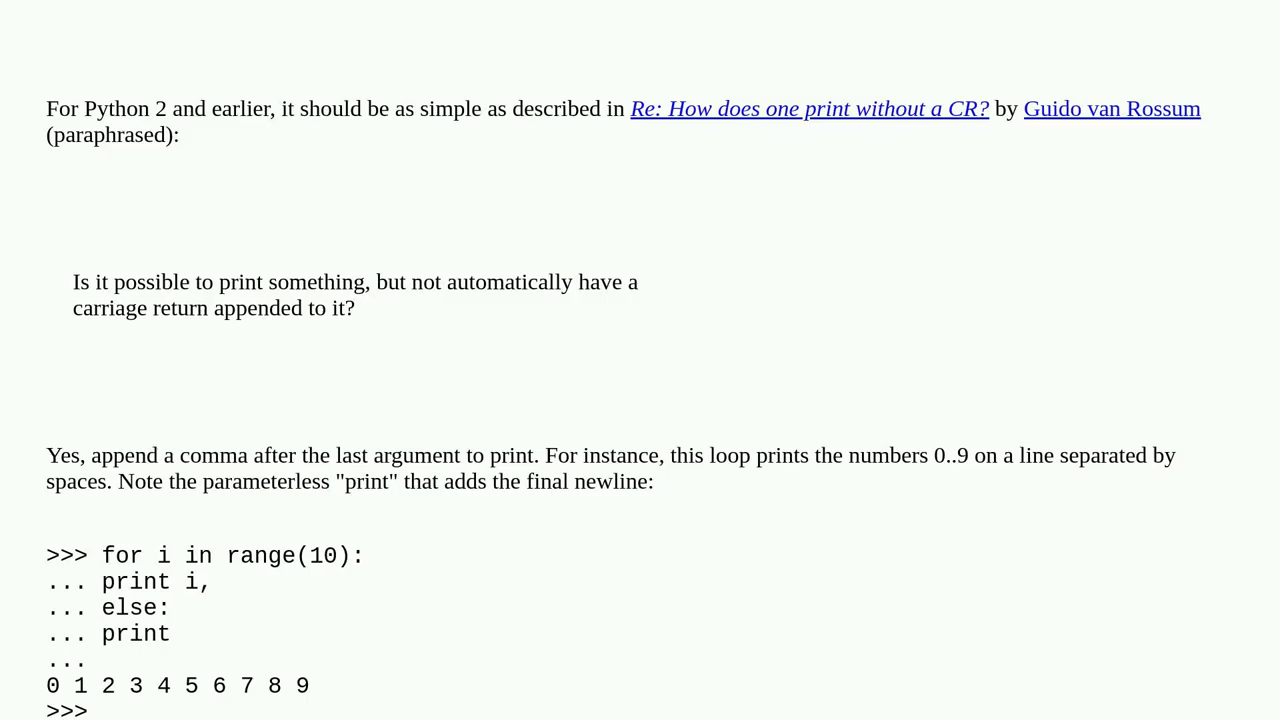 For Python 2 and earlier, it should be as simple as described in Re: How does one print without a CR? by Guido van Rossum
(paraphrased):
Is it possible to print something, but not automatically have a
carriage return appended to it?
Yes, append a comma after the last argument to print. For instance, this loop prints the numbers 0..9 on a line separated by
spaces. Note the parameterless "print" that adds the final newline:
>>> for i in range(10):
... print i,
... else:
... print
...
0 1 2 3 4 5 6 7 8 9
>>>